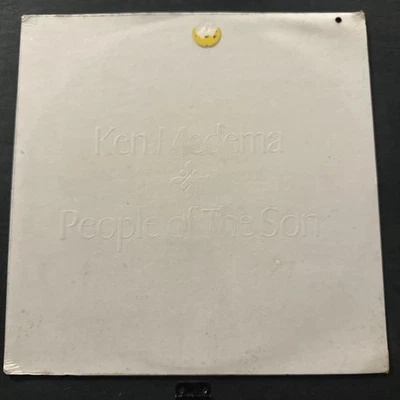 Ken Medema
People of The Son